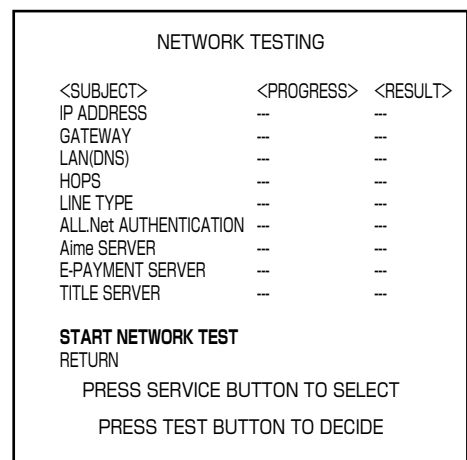 NETWORK TESTING
<SUBJECT> <PROGRESS> <RESULT>
IP ADDRESS --- ---
GATEWAY --- ---
LAN(DNS) --- ---
HOPS --- ---
LINE TYPE --- ---
ALL.Net AUTHENTICATION --- ---
Aime SERVER --- ---
E-PAYMENT SERVER --- ---
TITLE SERVER --- ---
START NETWORK TEST
RETURN
PRESS SERVICE BUTTON TO SELECT
PRESS TEST BUTTON TO DECIDE